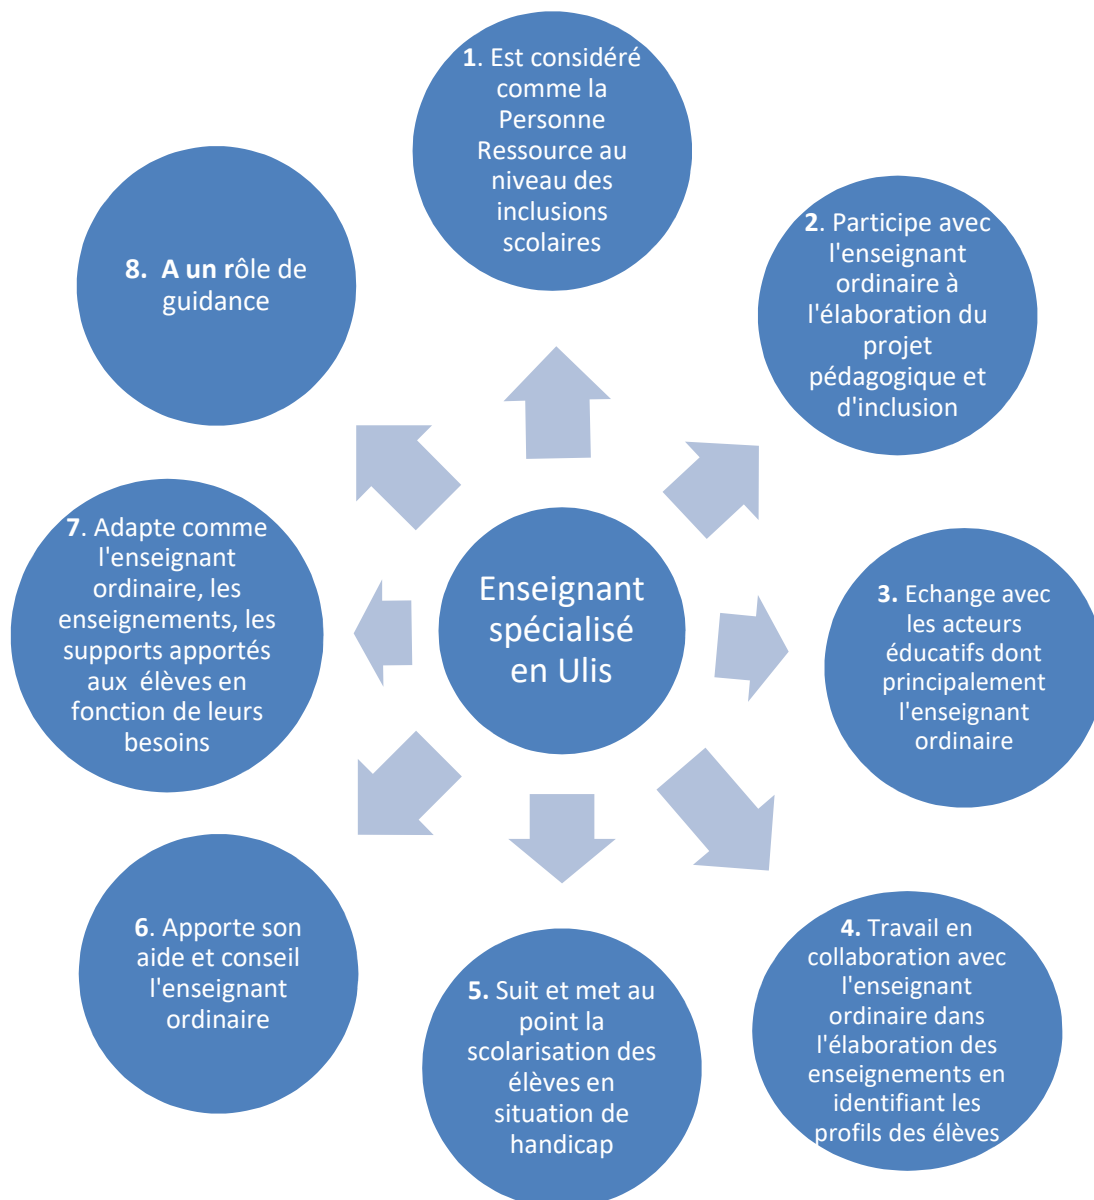 1. Est considéré
comme la
Personne
Ressource au
niveau des
inclusions
scolaires
2. Participe avec
l'enseignant
ordinaire à
l'élaboration du
projet
pédagogique et
d'inclusion
3. Echange avec
les acteurs
éducatifs dont
principalement
l'enseignant
ordinaire
4. Travail en
collaboration avec
l'enseignant
ordinaire dans
l'élaboration des
enseignements en
identifiant les
profils des élèves
5. Suit et met au
point la
scolarisation des
élèves en
situation de
handicap
6. Apporte son
aide et conseil
l'enseignant
ordinaire
7. Adapte comme
l'enseignant
ordinaire, les
enseignements, les
supports apportés
aux élèves en
fonction de leurs
besoins
8. A un rôle de
guidance
Enseignant
spécialisé
en Ulis